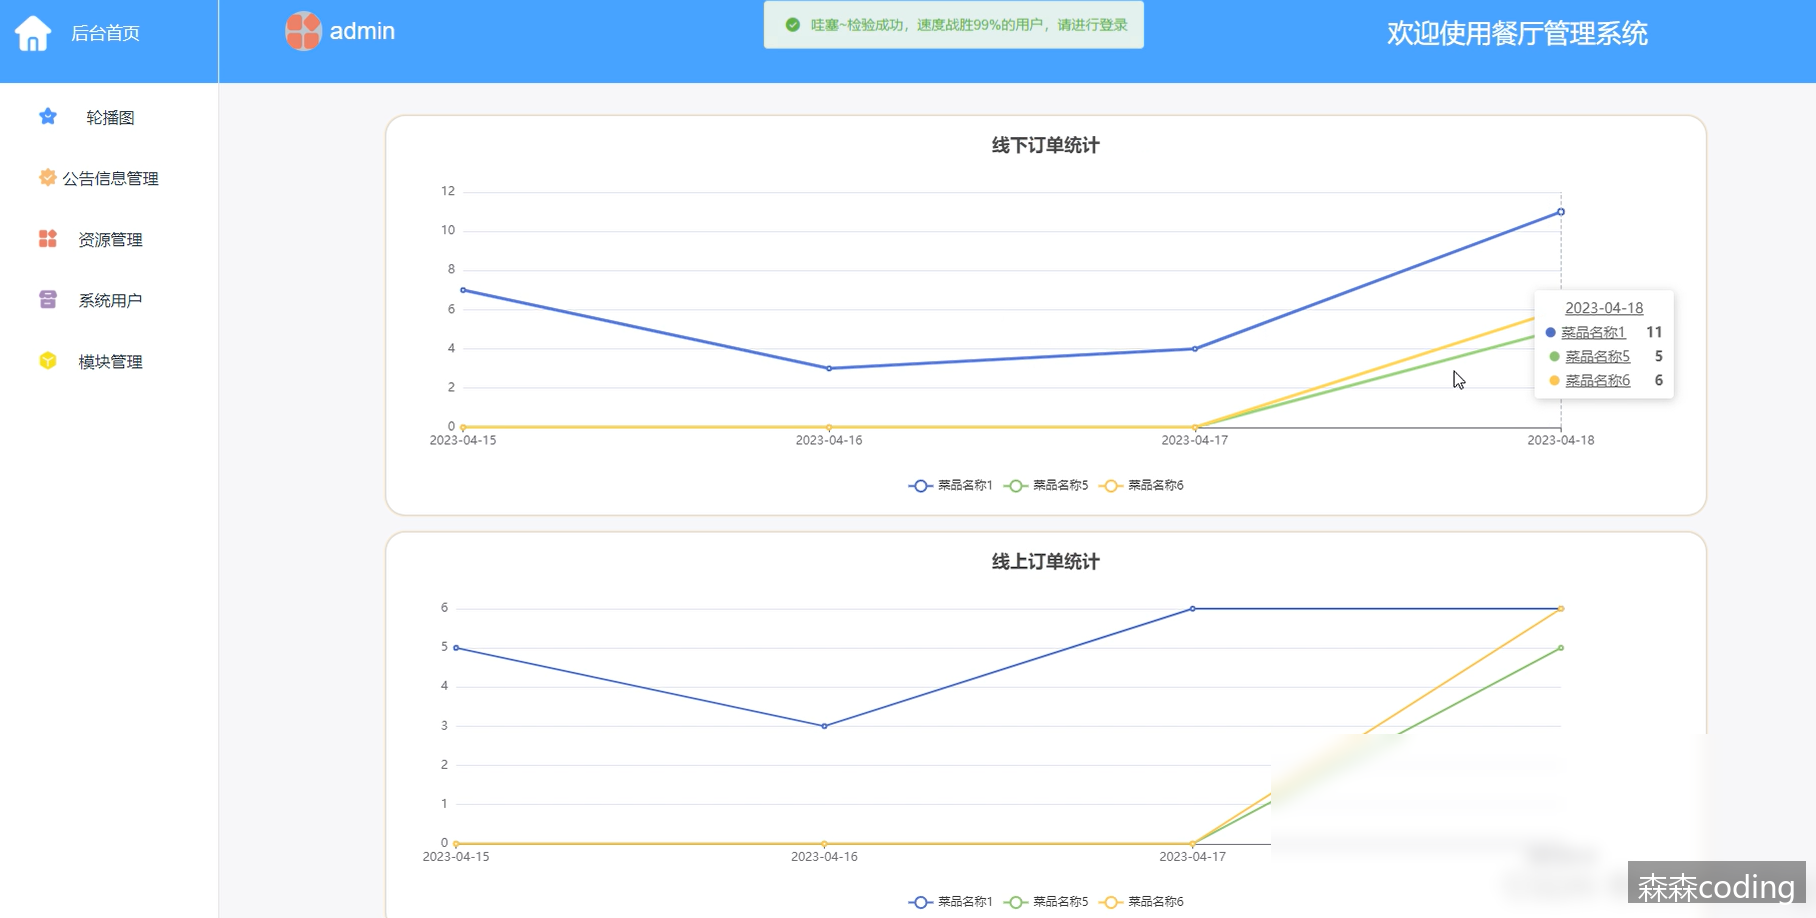 后台首页
admin
哇塞~检验成功，速度战胜99%的用户，请进行登录
欢迎使用餐厅管理系统
轮播图
公告信息管理
资源管理
系统用户
模块管理
线下订单统计
12
10
8
6
4
2
0
2023-04-15
2023-04-16
2023-04-17
2023-04-18
2023-04-18
菜品名称1 11
菜品名称5 5
菜品名称6 6
菜品名称1
菜品名称5
菜品名称6
线上订单统计
6
5
4
3
2
1
0
2023-04-15
2023-04-16
2023-04-17
菜品名称1
菜品名称5
菜品名称6
森森coding